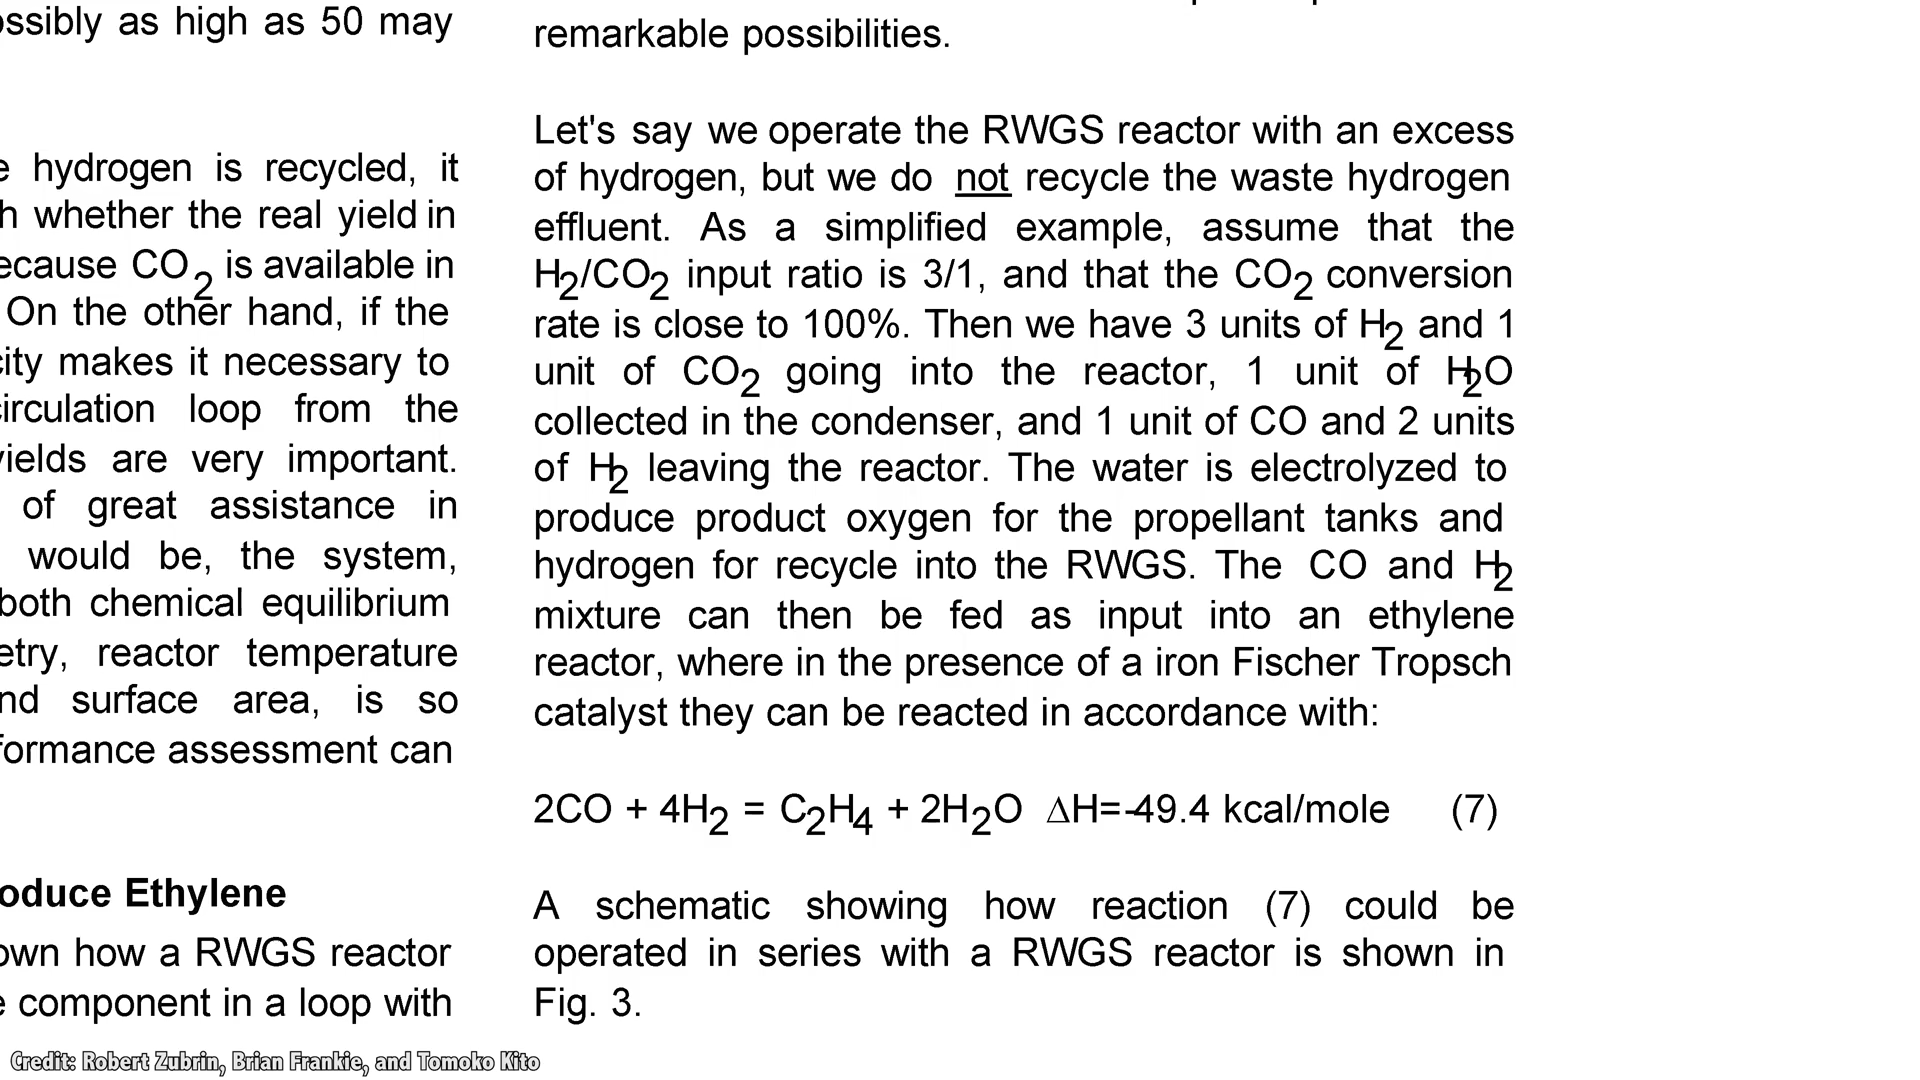 ossibly as high as 50 may
hydrogen is recycled, it
whether the real yield in
CO2 is available in
On the other hand, if the
makes it necessary to
loop from the
are very important.
of great assistance in
would be, the system,
both chemical equilibrium
reactor temperature
surface area, is so
assessment can
oduce Ethylene
own how a RWGS reactor
component in a loop with
remarkable possibilities.
Let's say we operate the RWGS reactor with an excess
of hydrogen, but we do not recycle the waste hydrogen
effluent. As a simplified example, assume that the
H2/CO2 input ratio is 3/1, and that the CO2 conversion
rate is close to 100%. Then we have 3 units of H2 and 1
unit of CO2 going into the reactor, 1 unit of H2O
collected in the condenser, and 1 unit of CO and 2 units
of H2 leaving the reactor. The water is electrolyzed to
produce product oxygen for the propellant tanks and
hydrogen for recycle into the RWGS. The CO and H2
mixture can then be fed as input into an ethylene
reactor, where in the presence of a iron Fischer Tropsch
catalyst they can be reacted in accordance with:
2CO + 4H2 = C2H4 + 2H2O ΔH=-49.4 kcal/mole (7)
A schematic showing how reaction (7) could be
operated in series with a RWGS reactor is shown in
Fig. 3.
Credit: Robert Zubrin, Brian Frankie, and Tomoko Kito